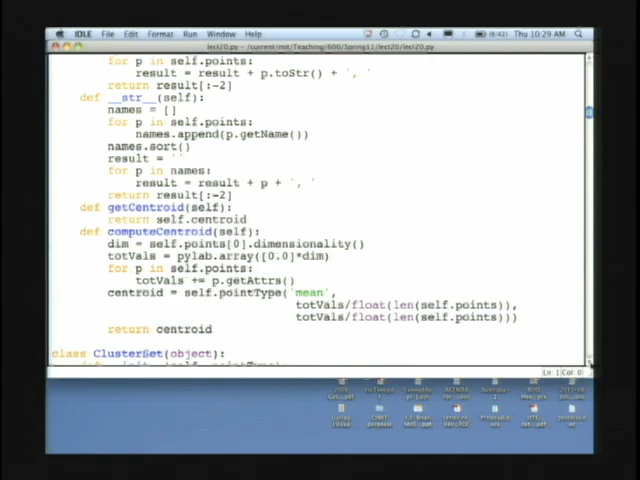 IDLE File Edit Format Run Window Help
(8:42) Thu 10:29 AM
lect20.py - /current/mit/Teaching/600/Spring11/lect20/lect20.py
for p in self.points:
result = result + p.toStr() + ', '
return result[:-2]
def __str__(self):
names = []
for p in self.points:
names.append(p.getName())
names.sort()
result = ''
for p in names:
result = result + p + ', '
return result[:-2]
def getCentroid(self):
return self.centroid
def computeCentroid(self):
dim = self.points[0].dimensionality()
totVals = pylab.array([0.0]*dim)
for p in self.points:
totVals += p.getAttrs()
centroid = self.pointType('mean',
totVals/float(len(self.points)),
totVals/float(len(self.points)))
return centroid
class ClusterSet(object):
Ln: 1 Col: 0